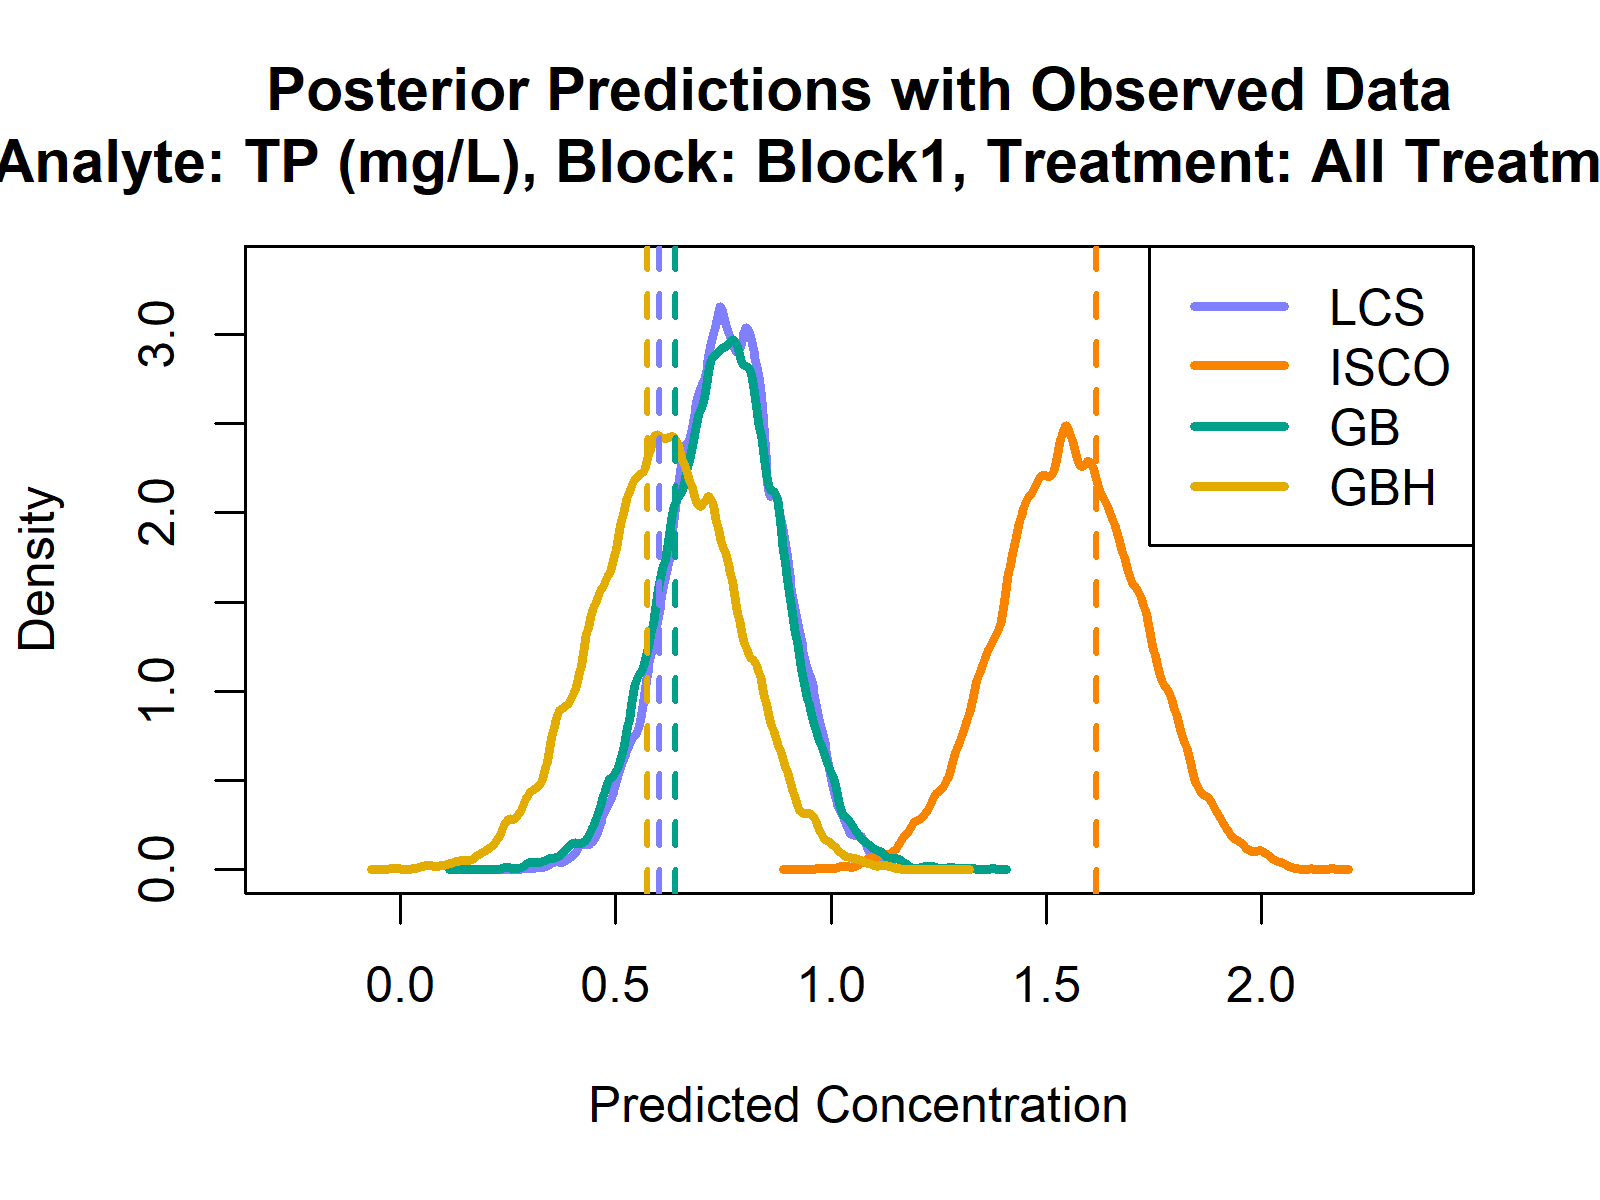 Posterior Predictions with Observed Data
Analyte: TP (mg/L), Block: Block1, Treatment: All Treatm
LCS
ISCO
GB
GBH
Density
3.0
2.0
1.0
0.0
0.0 0.5 1.0 1.5 2.0
Predicted Concentration